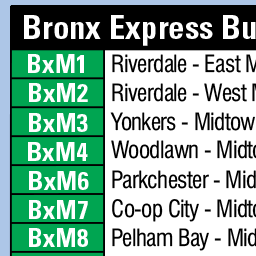 Bronx Express Bu
BxM1 Riverdale - East M
BxM2 Riverdale - West M
BxM3 Yonkers - Midtow
BxM4 Woodlawn - Midto
BxM6 Parkchester - Mid
BxM7 Co-op City - Midto
BxM8 Pelham Bay - Mid